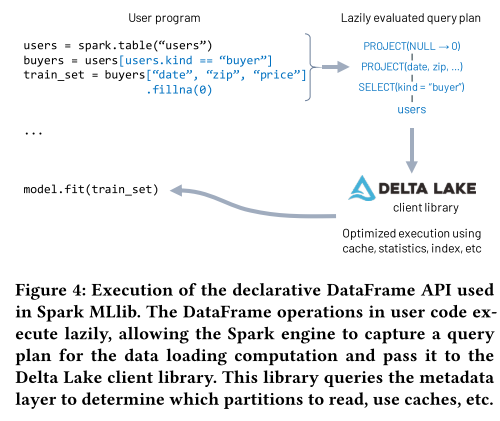 User program
Lazily evaluated query plan
users = spark.table(“users”)
buyers = users[users.kind == “buyer”]
train_set = buyers[“date”, “zip”, “price”]
.fillna(0)
...
model.fit(train_set)
PROJECT(NULL → 0)
PROJECT(date, zip, ...)
SELECT(kind = “buyer”)
users
DELTA LAKE
client library
Optimized execution using
cache, statistics, index, etc
Figure 4: Execution of the declarative DataFrame API used
in Spark MLlib. The DataFrame operations in user code ex-
ecute lazily, allowing the Spark engine to capture a query
plan for the data loading computation and pass it to the
Delta Lake client library. This library queries the metadata
layer to determine which partitions to read, use caches, etc.